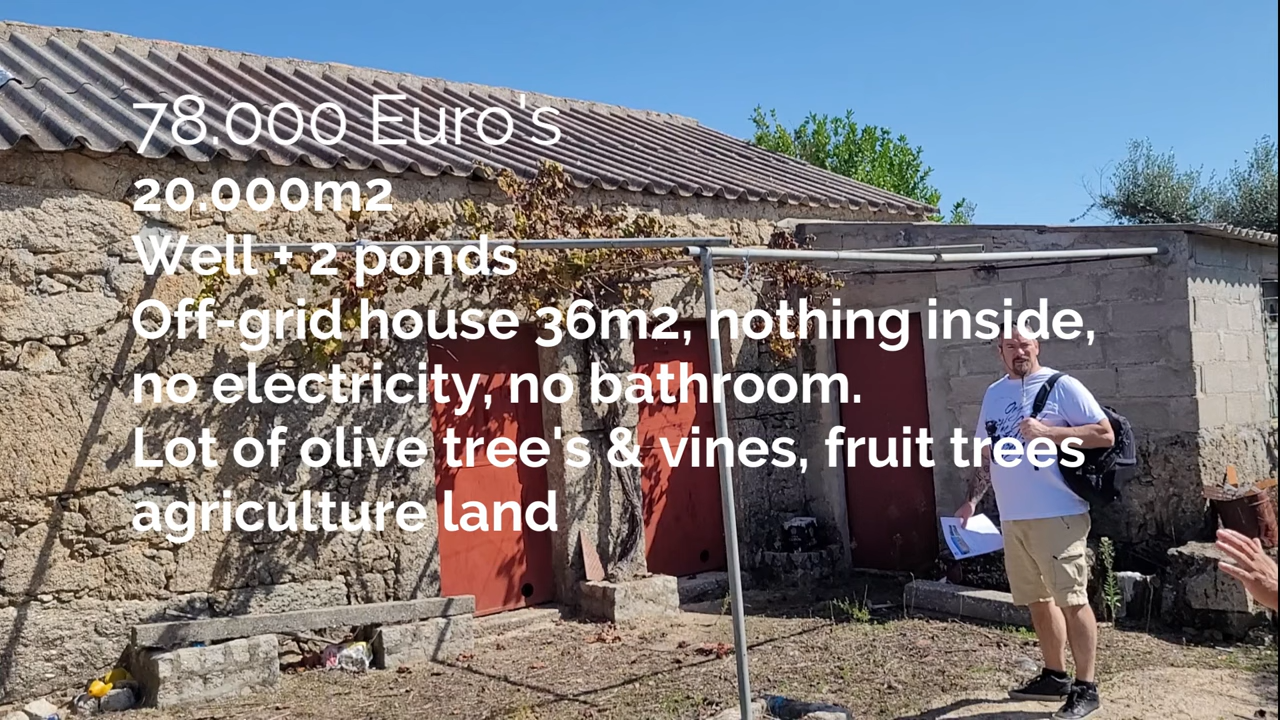 78.000 Euro's
20.000m2
Well + 2 ponds
Off-grid house 36m2, nothing inside,
no electricity, no bathroom.
Lot of olive tree's & vines, fruit trees
agriculture land